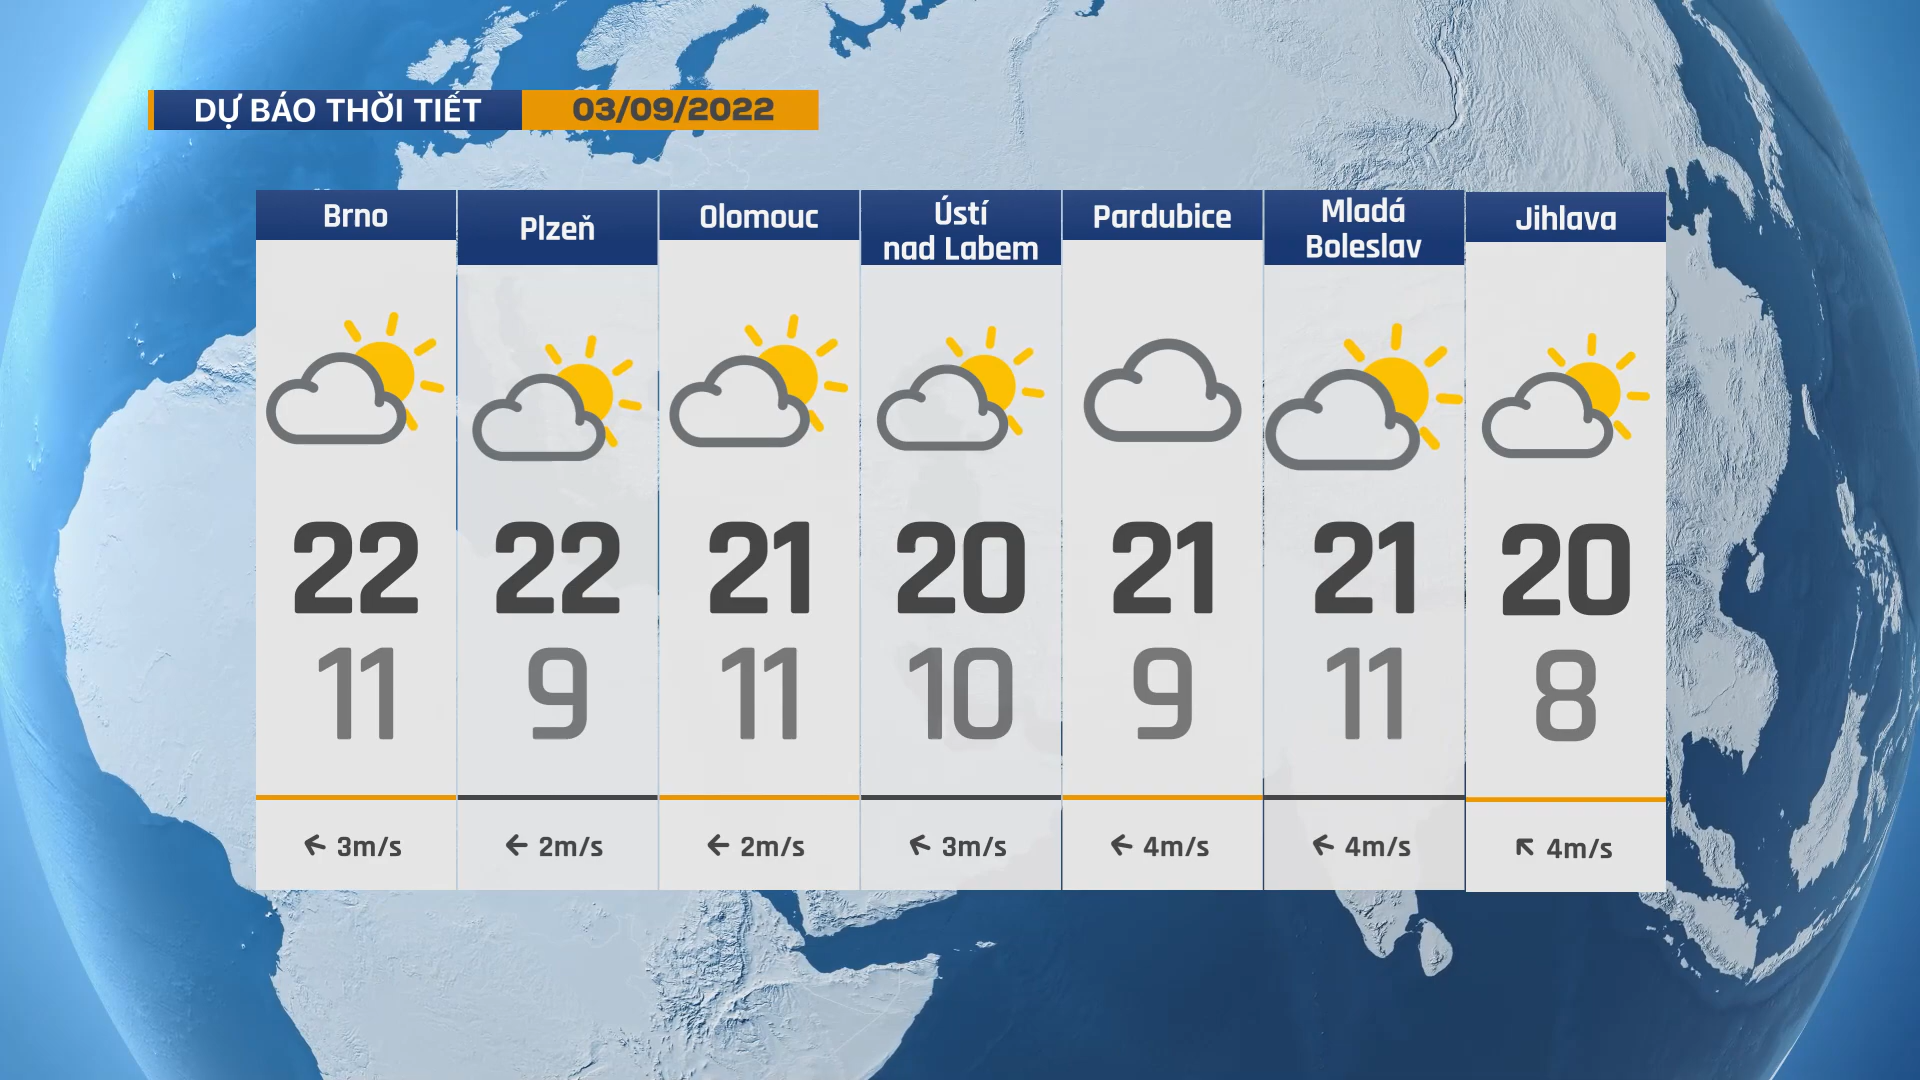 DỰ BÁO THỜI TIẾT 03/09/2022
Brno
Plzeň
Olomouc
Ústí
nad Labem
Pardubice
Mladá
Boleslav
Jihlava
22 22 21 20 21 21 20
11 9 11 10 9 11 8
3m/s 2m/s 2m/s 3m/s 4m/s 4m/s 4m/s